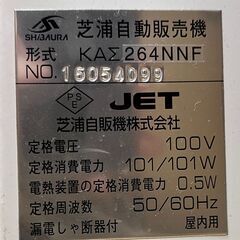 SHIBAURA
芝浦自動販売機
形式 KAΣ264NNF
NO. 16054099
PSE JET
芝浦自販機株式会社
定格電圧 100V
定格消費電力 101/101W
電熱装置の定格消費電力 0.5W
定格周波数 50/60Hz
漏電しゃ断器付 屋内用